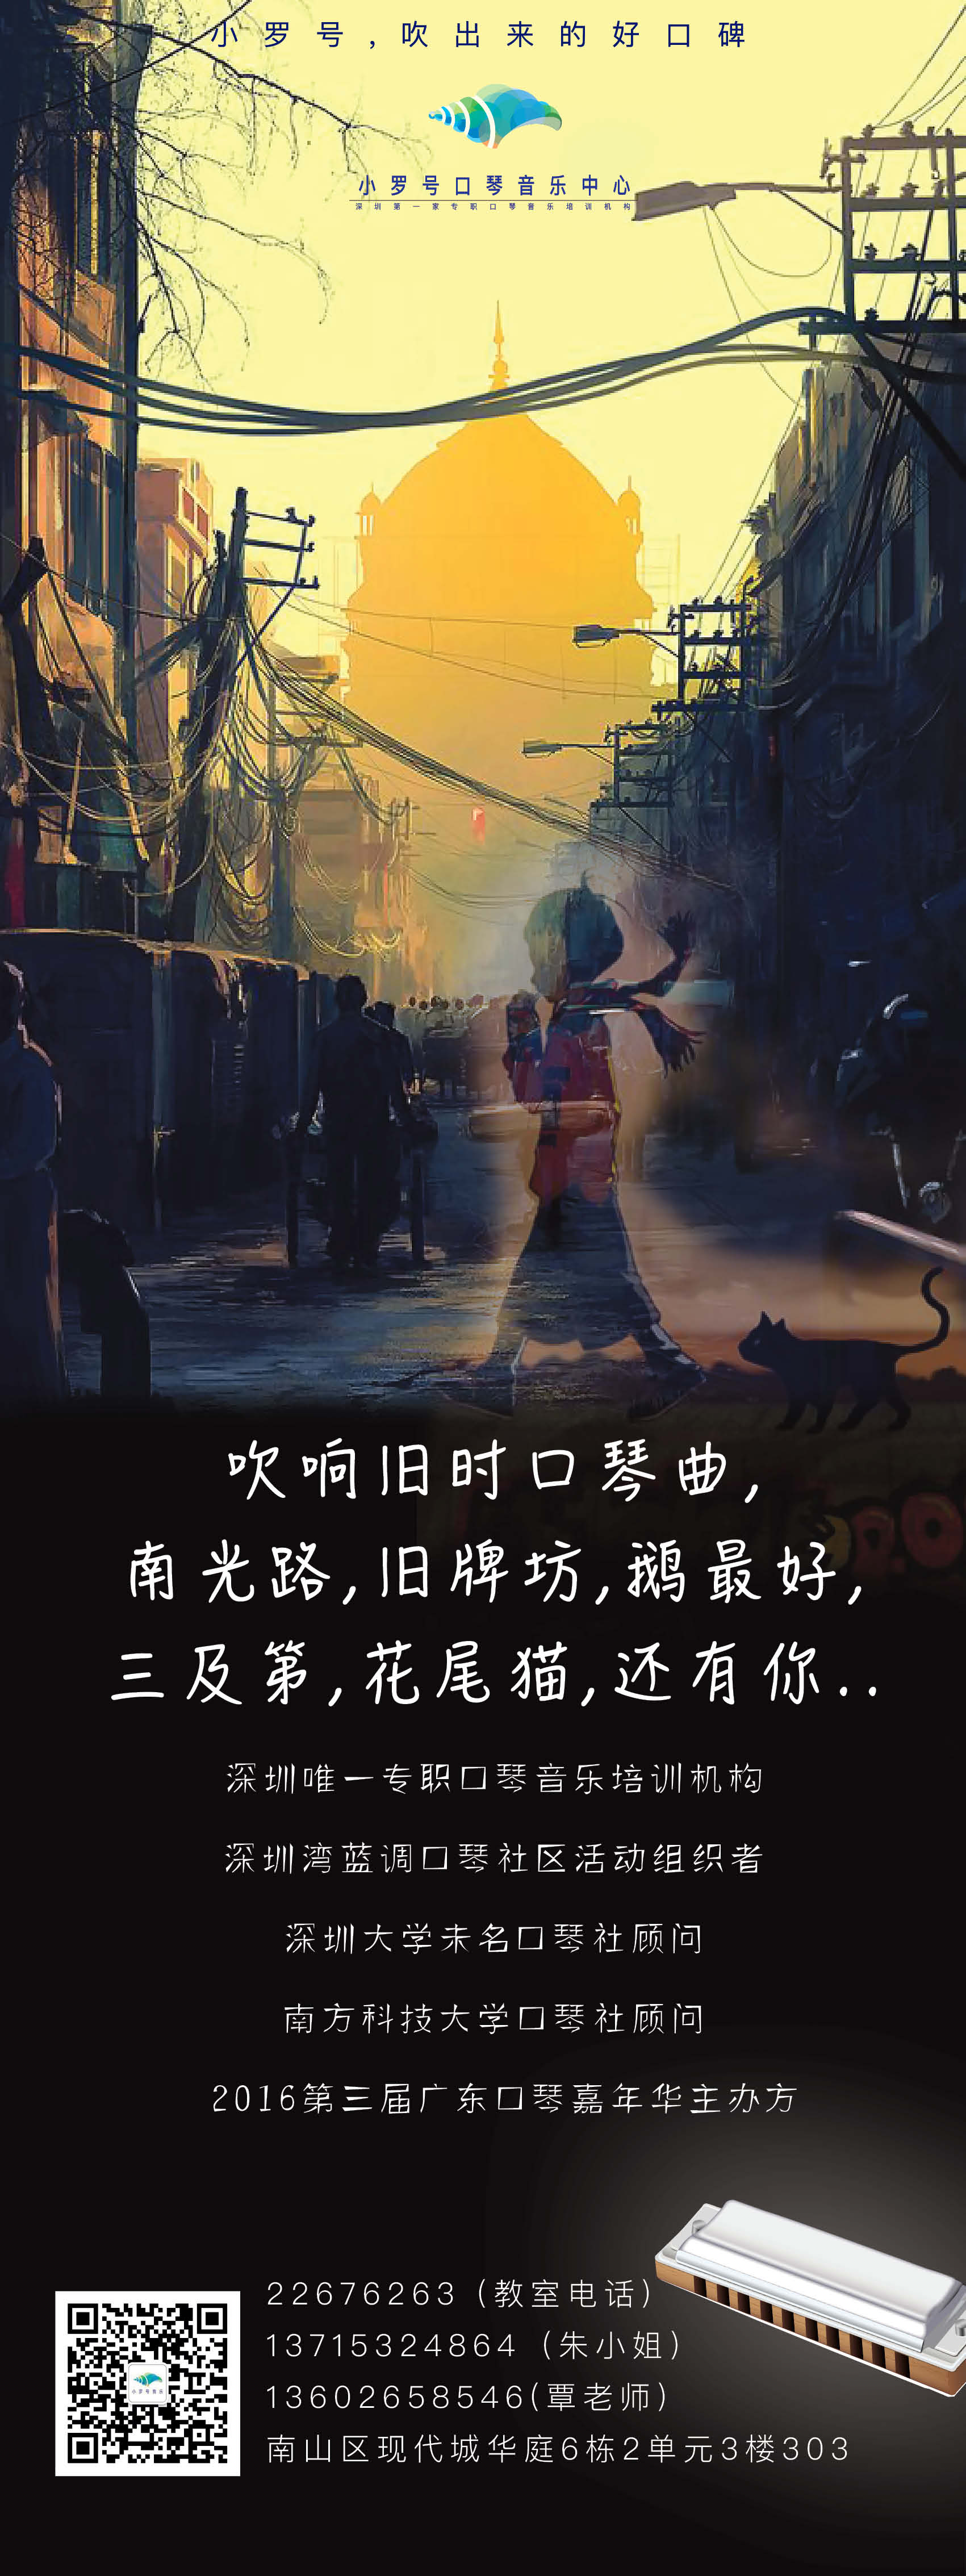 小罗号,吹出来的好口碑
小罗号口琴音乐中心
深圳第一家专职口琴音乐培训机构
吹响旧时口琴曲,
南光路,旧牌坊,鹅最好,
三及第,花尾猫,还有你..
深圳唯一专职口琴音乐培训机构
深圳湾蓝调口琴社区活动组织者
深圳大学未名口琴社顾问
南方科技大学口琴社顾问
2016第三届广东口琴嘉年华主办方
22676263 (教室电话)
13715324864 (朱小姐)
13602658546(覃老师)
小罗号音乐
南山区现代城华庭6栋2单元3楼303